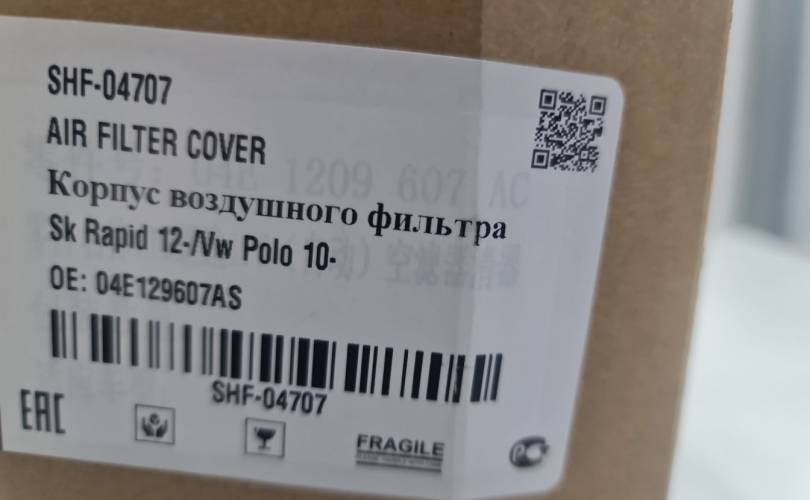 SHF-04707
AIR FILTER COVER
Корпус воздушного фильтра
Sk Rapid 12-/Vw Polo 10-
OE: 04E129607AS
SHF-04707
EAC
FRAGILE